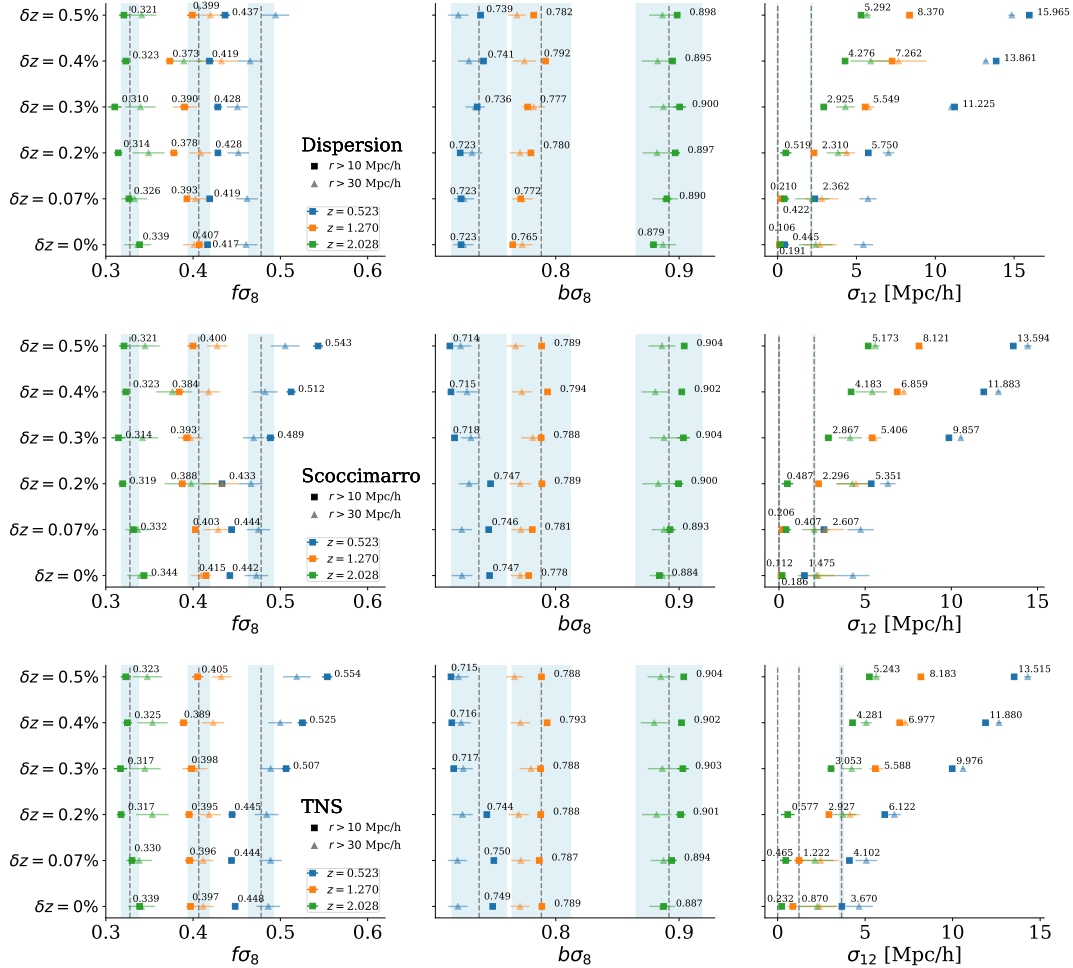 δz = 0.5% 0.321 0.399 0.437 0.739 0.782 0.898 5.292 8.370 15.965
δz = 0.4% 0.323 0.373 0.419 0.741 0.792 0.895 4.276 7.262 13.861
δz = 0.3% 0.310 0.390 0.428 0.736 0.777 0.900 2.925 5.549 11.225
δz = 0.2% 0.314 0.378 0.428 0.723 0.780 0.897 0.519 2.310 5.750
Dispersion
r > 10 Mpc/h
r > 30 Mpc/h
δz = 0.07% 0.326 0.393 0.419 0.723 0.772 0.890 0.210 0.422 2.362
z = 0.523
z = 1.270
z = 2.028
δz = 0% 0.339 0.407 0.417 0.723 0.765 0.879 0.106 0.191 0.445
0.3 0.4 0.5 0.6 0.8 0.9 0 5 10 15
fσ8 bσ8 σ12 [Mpc/h]
δz = 0.5% 0.321 0.400 0.543 0.714 0.789 0.904 5.173 8.121 13.594
δz = 0.4% 0.323 0.384 0.512 0.715 0.794 0.902 4.183 6.859 11.883
δz = 0.3% 0.314 0.393 0.489 0.718 0.788 0.904 2.867 5.406 9.857
δz = 0.2% 0.319 0.388 0.433 0.747 0.789 0.900 0.487 2.296 5.351
Scoccimarro
r > 10 Mpc/h
r > 30 Mpc/h
δz = 0.07% 0.332 0.403 0.444 0.746 0.781 0.893 0.206 0.407 2.607
z = 0.523
z = 1.270
z = 2.028
δz = 0% 0.344 0.415 0.442 0.747 0.778 0.884 0.112 0.186 1.475
0.3 0.4 0.5 0.6 0.8 0.9 0 5 10 15
fσ8 bσ8 σ12 [Mpc/h]
δz = 0.5% 0.323 0.405 0.554 0.715 0.788 0.904 5.243 8.183 13.515
δz = 0.4% 0.325 0.389 0.525 0.716 0.793 0.902 4.281 6.977 11.880
δz = 0.3% 0.317 0.398 0.507 0.717 0.788 0.903 3.053 5.588 9.976
δz = 0.2% 0.317 0.395 0.445 0.744 0.788 0.901 0.577 2.927 6.122
TNS
r > 10 Mpc/h
r > 30 Mpc/h
δz = 0.07% 0.330 0.396 0.444 0.750 0.787 0.894 0.465 1.222 4.102
z = 0.523
z = 1.270
z = 2.028
δz = 0% 0.339 0.397 0.448 0.749 0.789 0.887 0.232 0.870 3.670
0.3 0.4 0.5 0.6 0.8 0.9 0 5 10 15
fσ8 bσ8 σ12 [Mpc/h]